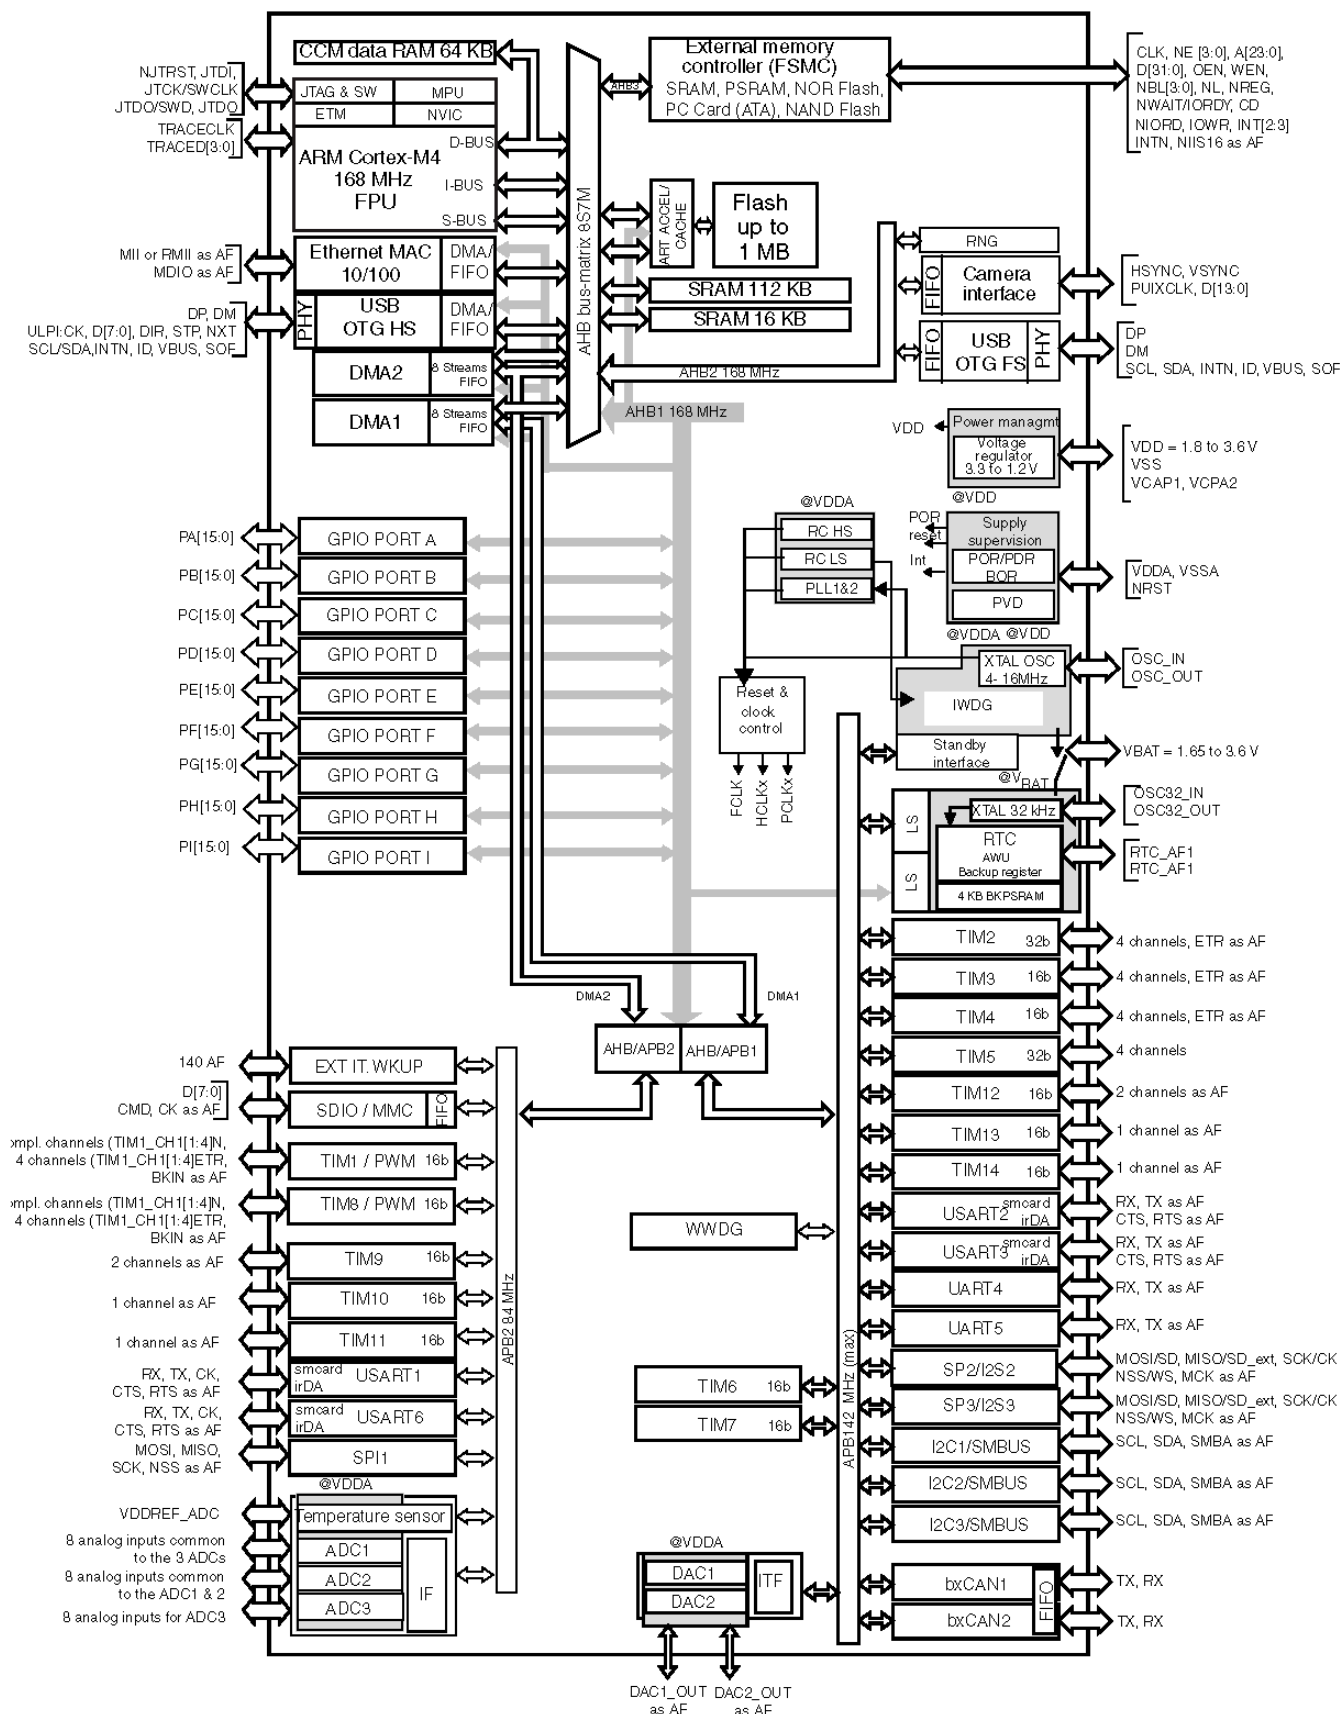 CCM data RAM 64 KB
External memory
controller (FSMC)
SRAM, PSRAM, NOR Flash,
PC Card (ATA), NAND Flash
AHB3
CLK, NE [3:0], A[23:0],
D[31:0], OEN, WEN,
NBL[3:0], NL, NREG,
NWAIT/IORDY, CD
NIORD, IOWR, INT[2:3]
INTN, NIIS16 as AF
NJTRST, JTDI,
JTCK/SWCLK
JTDO/SWD, JTDO
TRACECLK
TRACED[3:0]
JTAG & SW
MPU
ETM
NVIC
D-BUS
ARM Cortex-M4
168 MHz
FPU
I-BUS
S-BUS
AHB bus-matrix 8S7M
ART ACCEL/
CACHE
Flash
up to
1 MB
SRAM 112 KB
SRAM 16 KB
MII or RMII as AF
MDIO as AF
Ethernet MAC
10/100
DMA/
FIFO
DP, DM
ULPI:CK, D[7:0], DIR, STP, NXT
SCL/SDA,INTN, ID, VBUS, SOF
PHY
USB
OTG HS
DMA/
FIFO
DMA2
8 Streams
FIFO
DMA1
8 Streams
FIFO
AHB2 168 MHz
AHB1 168 MHz
RNG
FIFO
Camera
interface
HSYNC, VSYNC
PUIXCLK, D[13:0]
FIFO
USB
OTG FS
PHY
DP
DM
SCL, SDA, INTN, ID, VBUS, SOF
VDD
Power managmt
Voltage
regulator
3.3 to 1.2 V
@VDD
VDD = 1.8 to 3.6 V
VSS
VCAP1, VCPA2
@VDDA
RC HS
RC LS
PLL1&2
POR
reset
Int
Supply
supervision
POR/PDR
BOR
PVD
VDDA, VSSA
NRST
@VDDA @VDD
XTAL OSC
4- 16MHz
OSC_IN
OSC_OUT
IWDG
Reset &
clock
control
FCLK
HCLKx
PCLKx
Standby
interface
VBAT = 1.65 to 3.6 V
@VBAT
LS
LS
XTAL 32 kHz
OSC32_IN
OSC32_OUT
RTC
AWU
Backup register
4 KB BKPSRAM
RTC_AF1
RTC_AF1
PA[15:0]
GPIO PORT A
PB[15:0]
GPIO PORT B
PC[15:0]
GPIO PORT C
PD[15:0]
GPIO PORT D
PE[15:0]
GPIO PORT E
PF[15:0]
GPIO PORT F
PG[15:0]
GPIO PORT G
PH[15:0]
GPIO PORT H
PI[15:0]
GPIO PORT I
DMA2
DMA1
AHB/APB2
AHB/APB1
TIM2 32b
4 channels, ETR as AF
TIM3 16b
4 channels, ETR as AF
TIM4 16b
4 channels, ETR as AF
TIM5 32b
4 channels
TIM12 16b
2 channels as AF
TIM13 16b
1 channel as AF
TIM14 16b
1 channel as AF
USART2
smcard
irDA
RX, TX as AF
CTS, RTS as AF
USART3
smcard
irDA
RX, TX as AF
CTS, RTS as AF
UART4
RX, TX as AF
UART5
RX, TX as AF
SP2/I2S2
MOSI/SD, MISO/SD_ext, SCK/CK
NSS/WS, MCK as AF
SP3/I2S3
MOSI/SD, MISO/SD_ext, SCK/CK
NSS/WS, MCK as AF
I2C1/SMBUS
SCL, SDA, SMBA as AF
I2C2/SMBUS
SCL, SDA, SMBA as AF
I2C3/SMBUS
SCL, SDA, SMBA as AF
bxCAN1
TX, RX
bxCAN2
TX, RX
FIFO
140 AF
EXT IT. WKUP
D[7:0]
CMD, CK as AF
SDIO / MMC
FIFO
ompl. channels (TIM1_CH1[1:4]N,
4 channels (TIM1_CH1[1:4]ETR,
BKIN as AF
TIM1 / PWM 16b
ompl. channels (TIM1_CH1[1:4]N,
4 channels (TIM1_CH1[1:4]ETR,
BKIN as AF
TIM8 / PWM 16b
2 channels as AF
TIM9 16b
1 channel as AF
TIM10 16b
1 channel as AF
TIM11 16b
RX, TX, CK,
CTS, RTS as AF
smcard
irDA
USART1
RX, TX, CK,
CTS, RTS as AF
smcard
irDA
USART6
MOSI, MISO,
SCK, NSS as AF
SPI1
@VDDA
VDDREF_ADC
Temperature sensor
8 analog inputs common
to the 3 ADCs
ADC1
8 analog inputs common
to the ADC1 & 2
ADC2
8 analog inputs for ADC3
ADC3
IF
APB2 84 MHz
WWDG
TIM6 16b
TIM7 16b
APB142 MHz (max)
@VDDA
DAC1
DAC2
ITF
DAC1_OUT
as AF
DAC2_OUT
as AF